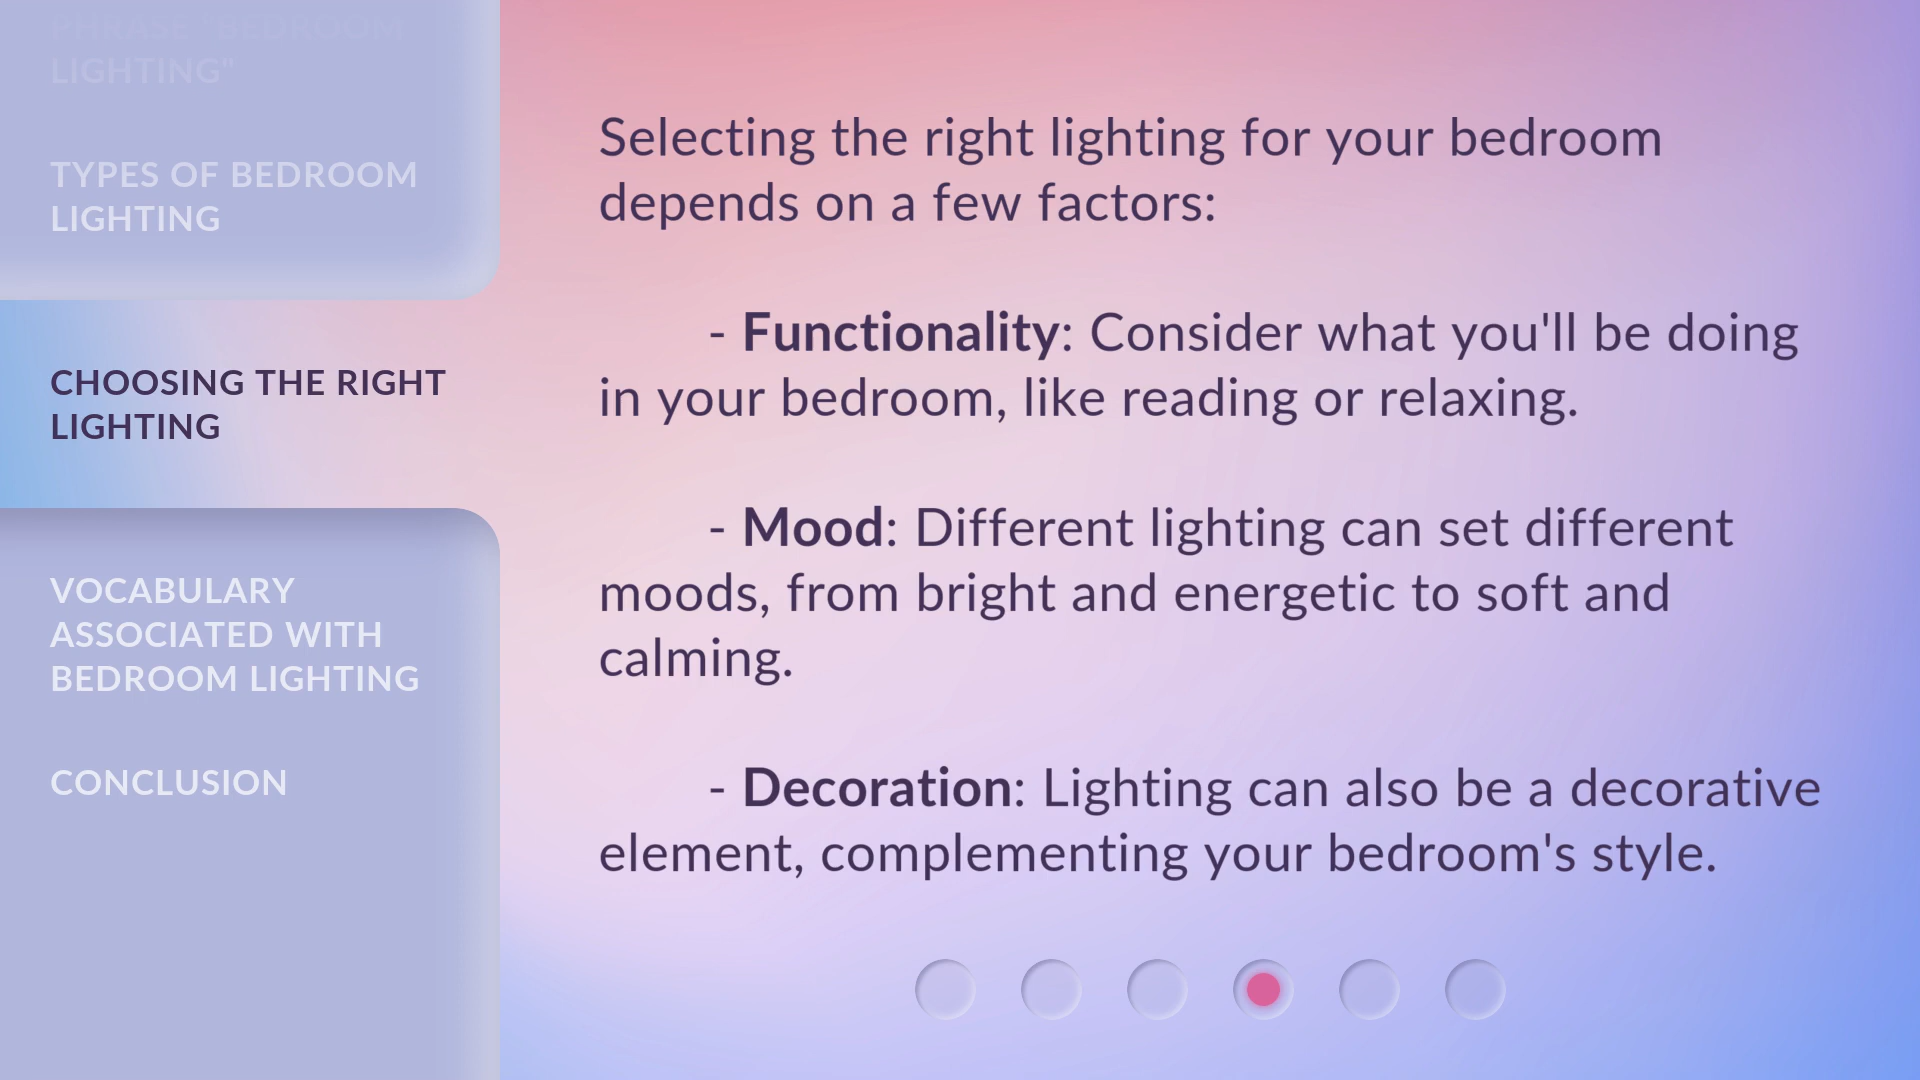 PHRASE "BEDROOM
LIGHTING"
TYPES OF BEDROOM
LIGHTING
CHOOSING THE RIGHT
LIGHTING
VOCABULARY
ASSOCIATED WITH
BEDROOM LIGHTING
CONCLUSION
Selecting the right lighting for your bedroom
depends on a few factors:
- Functionality: Consider what you'll be doing
in your bedroom, like reading or relaxing.
- Mood: Different lighting can set different
moods, from bright and energetic to soft and
calming.
- Decoration: Lighting can also be a decorative
element, complementing your bedroom's style.